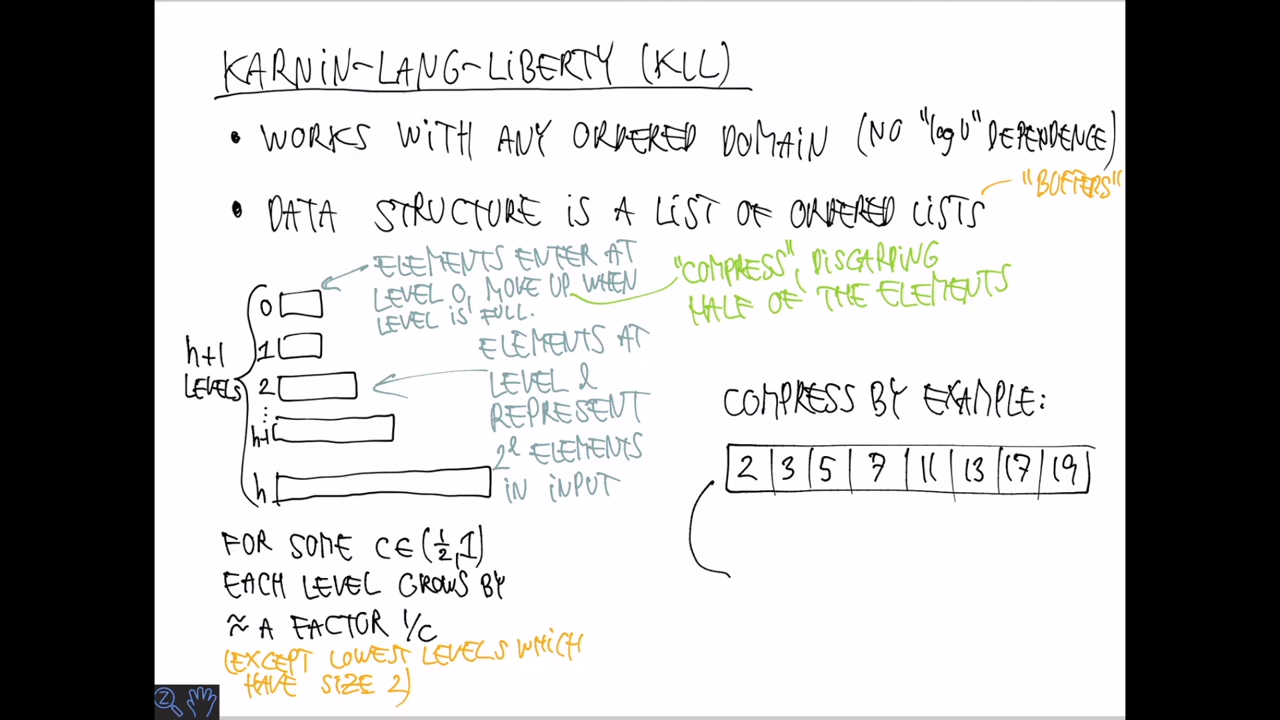 KARNIN-LANG-LIBERTY (KLL)
• WORKS WITH ANY ORDERED DOMAIN (NO "log U" DEPENDENCE)
• DATA STRUCTURE IS A LIST OF ORDERED LISTS
"BUFFERS"
ELEMENTS ENTER AT
LEVEL 0, MOVE UP WHEN
LEVEL IS FULL.
"COMPRESS", DISCARDING
HALF OF THE ELEMENTS
h+1
LEVELS
0
1
2
⋮
h-1
h
ELEMENTS AT
LEVEL l
REPRESENT
2^l ELEMENTS
IN INPUT
FOR SOME C ∈ (1/2, 1)
EACH LEVEL GROWS BY
≈ A FACTOR 1/C
(EXCEPT LOWEST LEVELS WHICH
HAVE SIZE 2)
COMPRESS BY EXAMPLE:
2 3 5 7 11 13 17 19